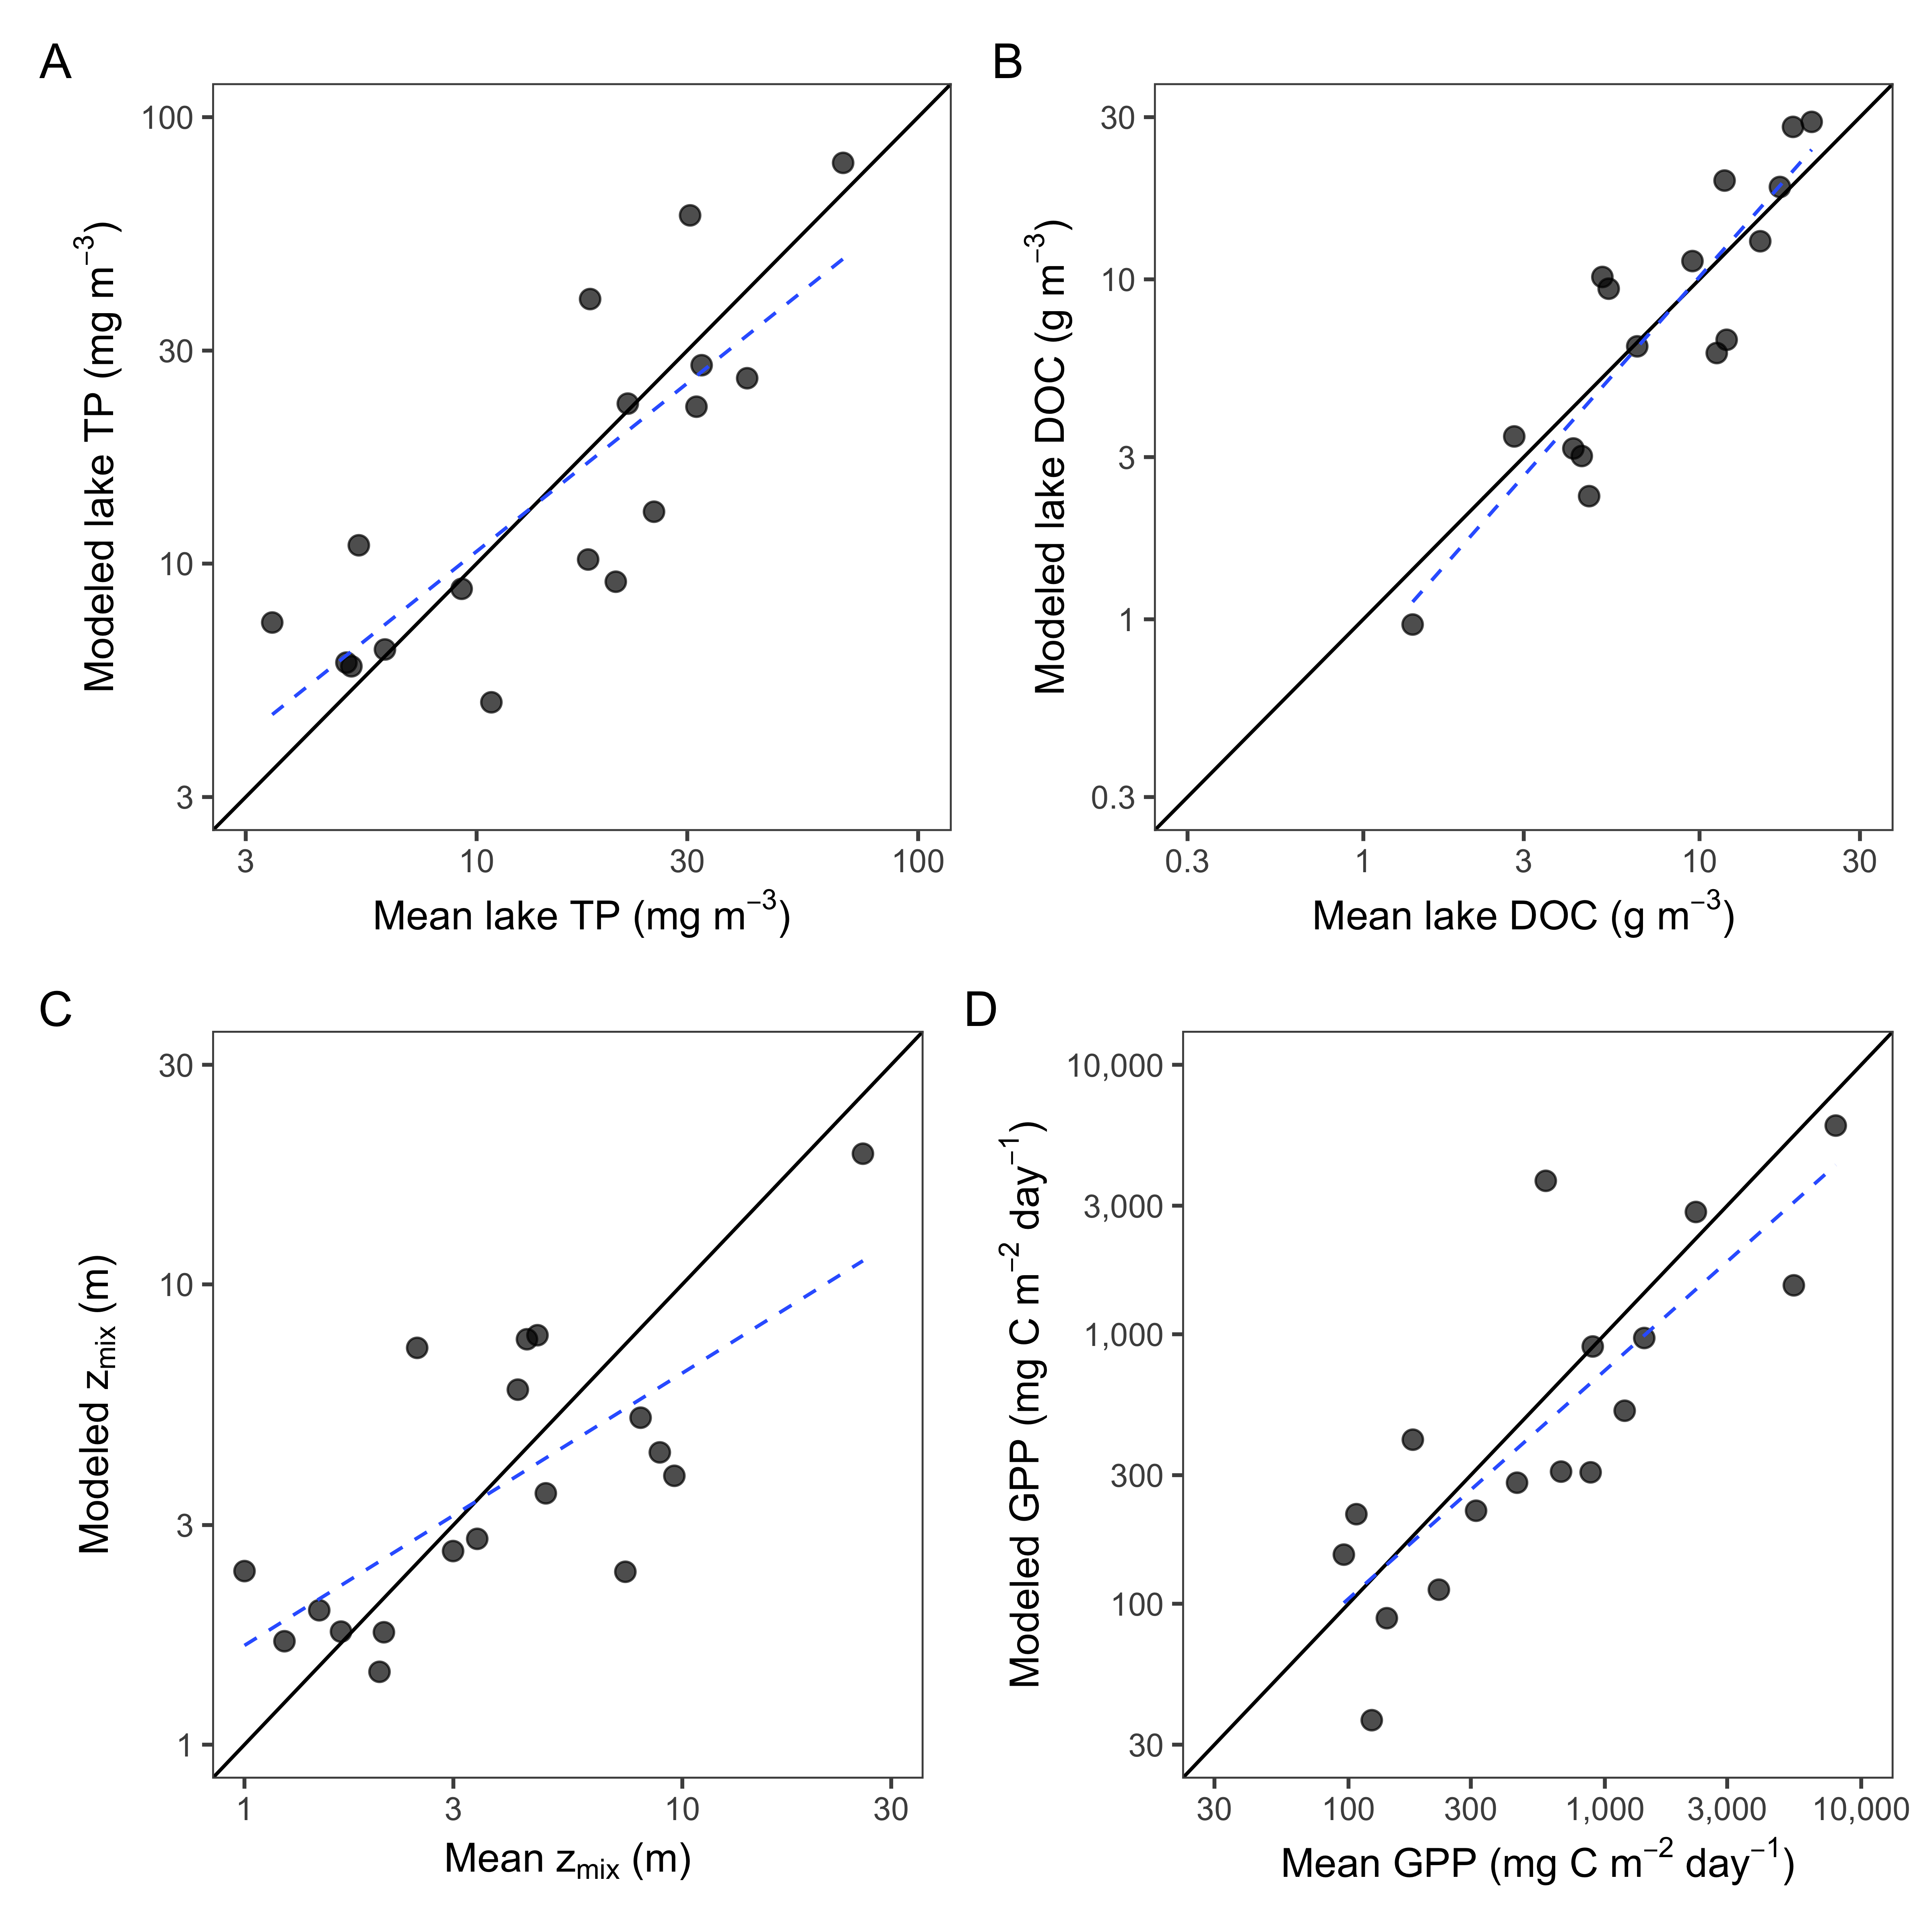 A
100
30
10
3
3 10 30 100
Modeled lake TP (mg m⁻³)
Mean lake TP (mg m⁻³)
B
30
10
3
1
0.3
0.3 1 3 10 30
Modeled lake DOC (g m⁻³)
Mean lake DOC (g m⁻³)
C
30
10
3
1
1 3 10 30
Modeled zmix (m)
Mean zmix (m)
D
10,000
3,000
1,000
300
100
30
30 100 300 1,000 3,000 10,000
Modeled GPP (mg C m⁻² day⁻¹)
Mean GPP (mg C m⁻² day⁻¹)